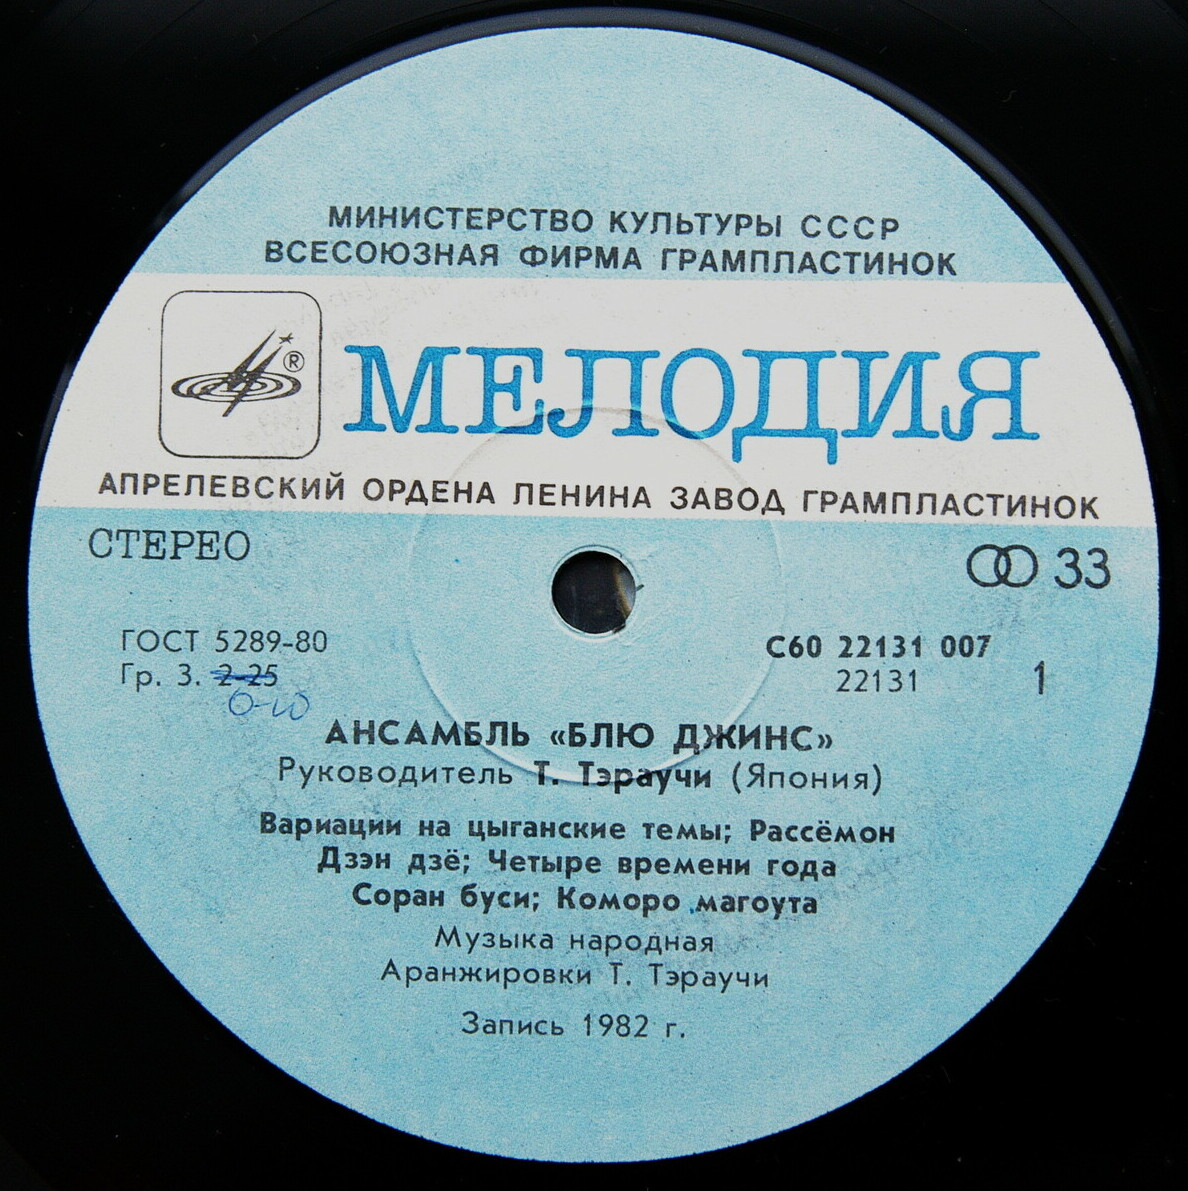 МИНИСТЕРСТВО КУЛЬТУРЫ СССР
ВСЕСОЮЗНАЯ ФИРМА ГРАМПЛАСТИНОК
®
МЕЛОДИЯ
АПРЕЛЕВСКИЙ ОРДЕНА ЛЕНИНА ЗАВОД ГРАМПЛАСТИНОК
СТЕРЕО
33
ГОСТ 5289-80
С60 22131 007
Гр. 3. 2-25
22131
1
6-10
АНСАМБЛЬ «БЛЮ ДЖИНС»
Руководитель Т. Тэраучи (Япония)
Вариации на цыганские темы; Рассёмон
Дзэн дзё; Четыре времени года
Соран буси; Коморо магоута
Музыка народная
Аранжировки Т. Тэраучи
Запись 1982 г.